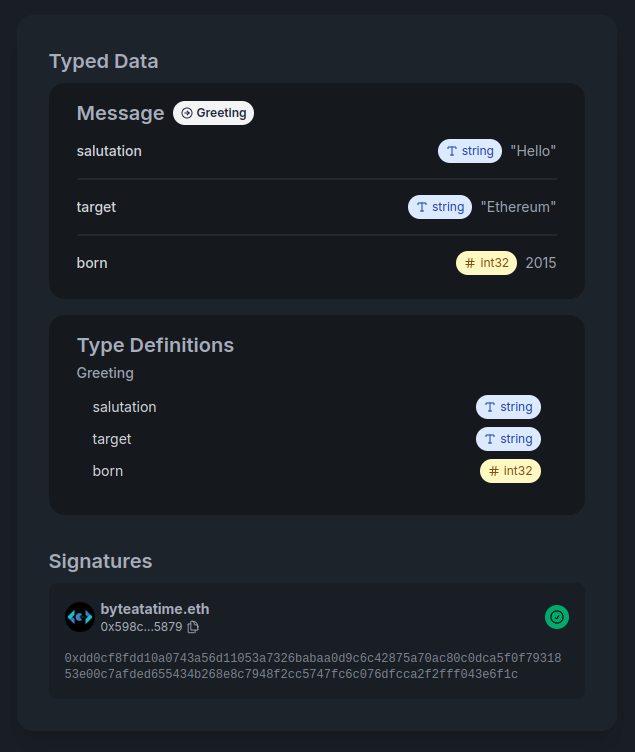 Typed Data
Message Greeting
salutation string "Hello"
target string "Ethereum"
born int32 2015
Type Definitions
Greeting
salutation string
target string
born int32
Signatures
byteatatime.eth
0x598c...5879
0xdd0cf8fdd10a0743a56d11053a7326babaa0d9c6c42875a70ac80c0dca5f0f79318
53e00c7afded655434b268e8c7948f2cc5747fc6c076dfcca2f2fff043e6f1c